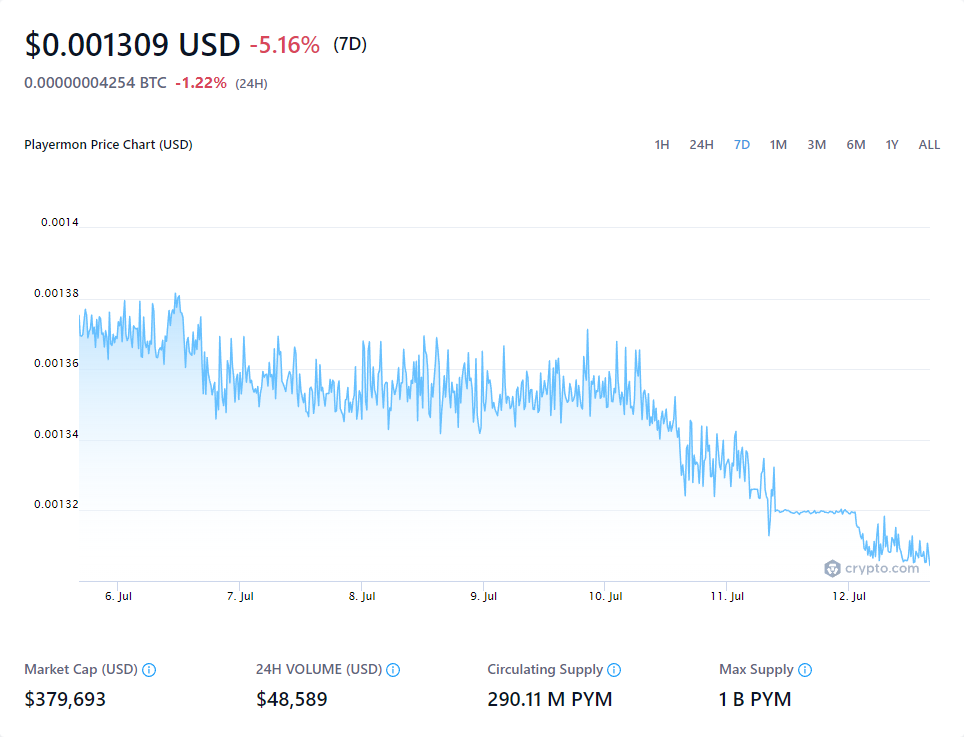 $0.001309 USD -5.16% (7D)
0.00000004254 BTC -1.22% (24H)
Playermon Price Chart (USD) 1H 24H 7D 1M 3M 6M 1Y ALL
0.0014
0.00138
0.00136
0.00134
0.00132
crypto.com
6. Jul 7. Jul 8. Jul 9. Jul 10. Jul 11. Jul 12. Jul
Market Cap (USD) 24H VOLUME (USD) Circulating Supply Max Supply
$379,693 $48,589 290.11 M PYM 1 B PYM